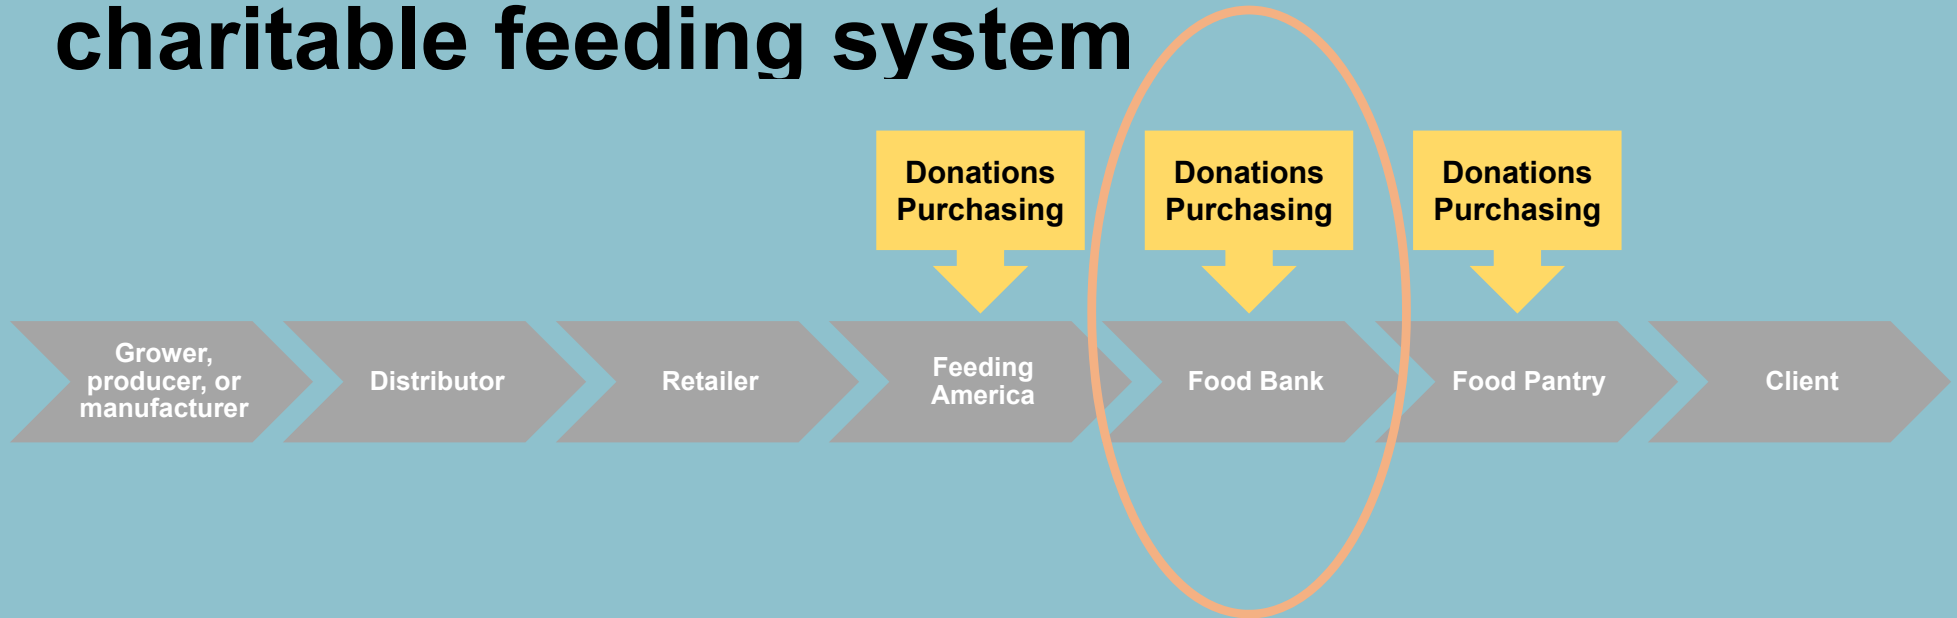 charitable feeding system
Donations
Purchasing
Donations
Purchasing
Donations
Purchasing
Grower,
producer, or
manufacturer
Distributor
Retailer
Feeding
America
Food Bank
Food Pantry
Client